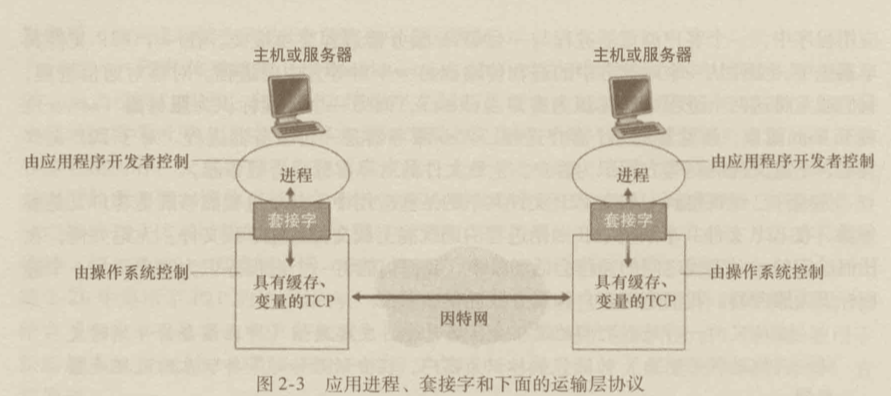 主机或服务器
主机或服务器
由应用程序开发者控制
进程
由应用程序开发者控制
进程
套接字
套接字
由操作系统控制
具有缓存、
变量的TCP
由操作系统控制
具有缓存、
变量的TCP
因特网
图 2-3 应用进程、套接字和下面的运输层协议